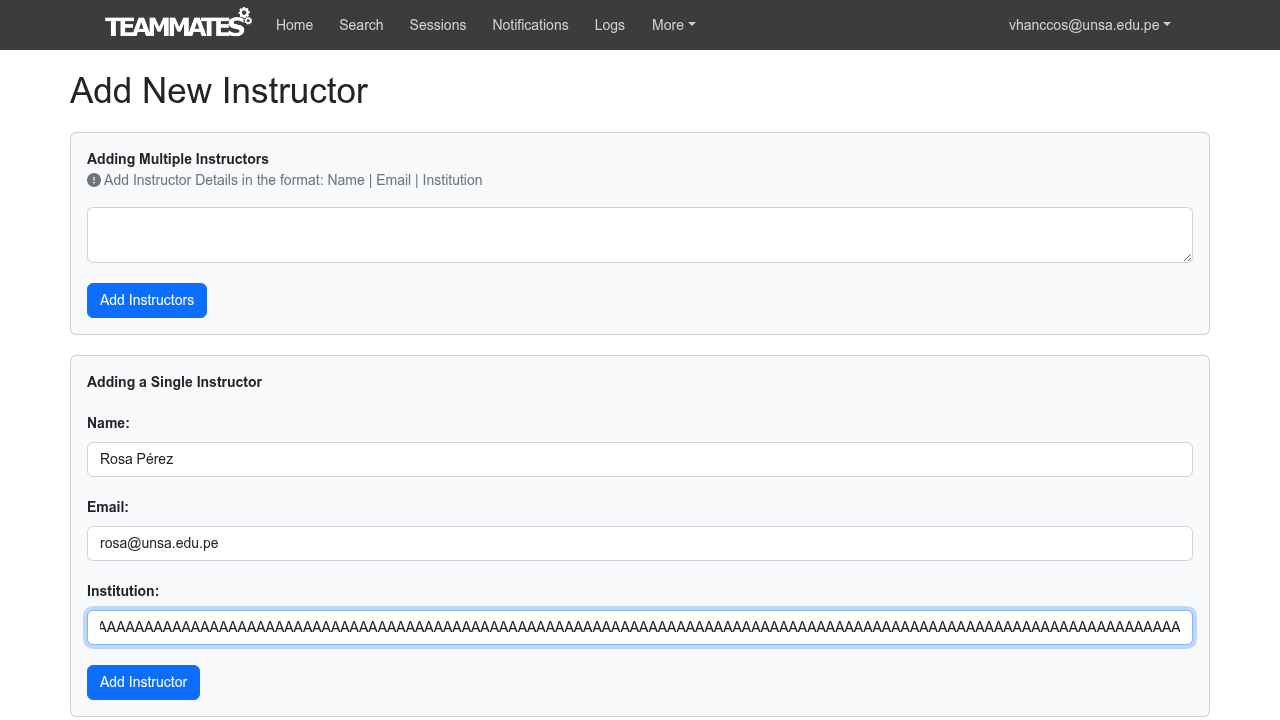 TEAMMATES Home Search Sessions Notifications Logs More vhanccos@unsa.edu.pe
Add New Instructor
Adding Multiple Instructors
Add Instructor Details in the format: Name | Email | Institution
Add Instructors
Adding a Single Instructor
Name:
Rosa Pérez
Email:
rosa@unsa.edu.pe
Institution:
Add Instructor